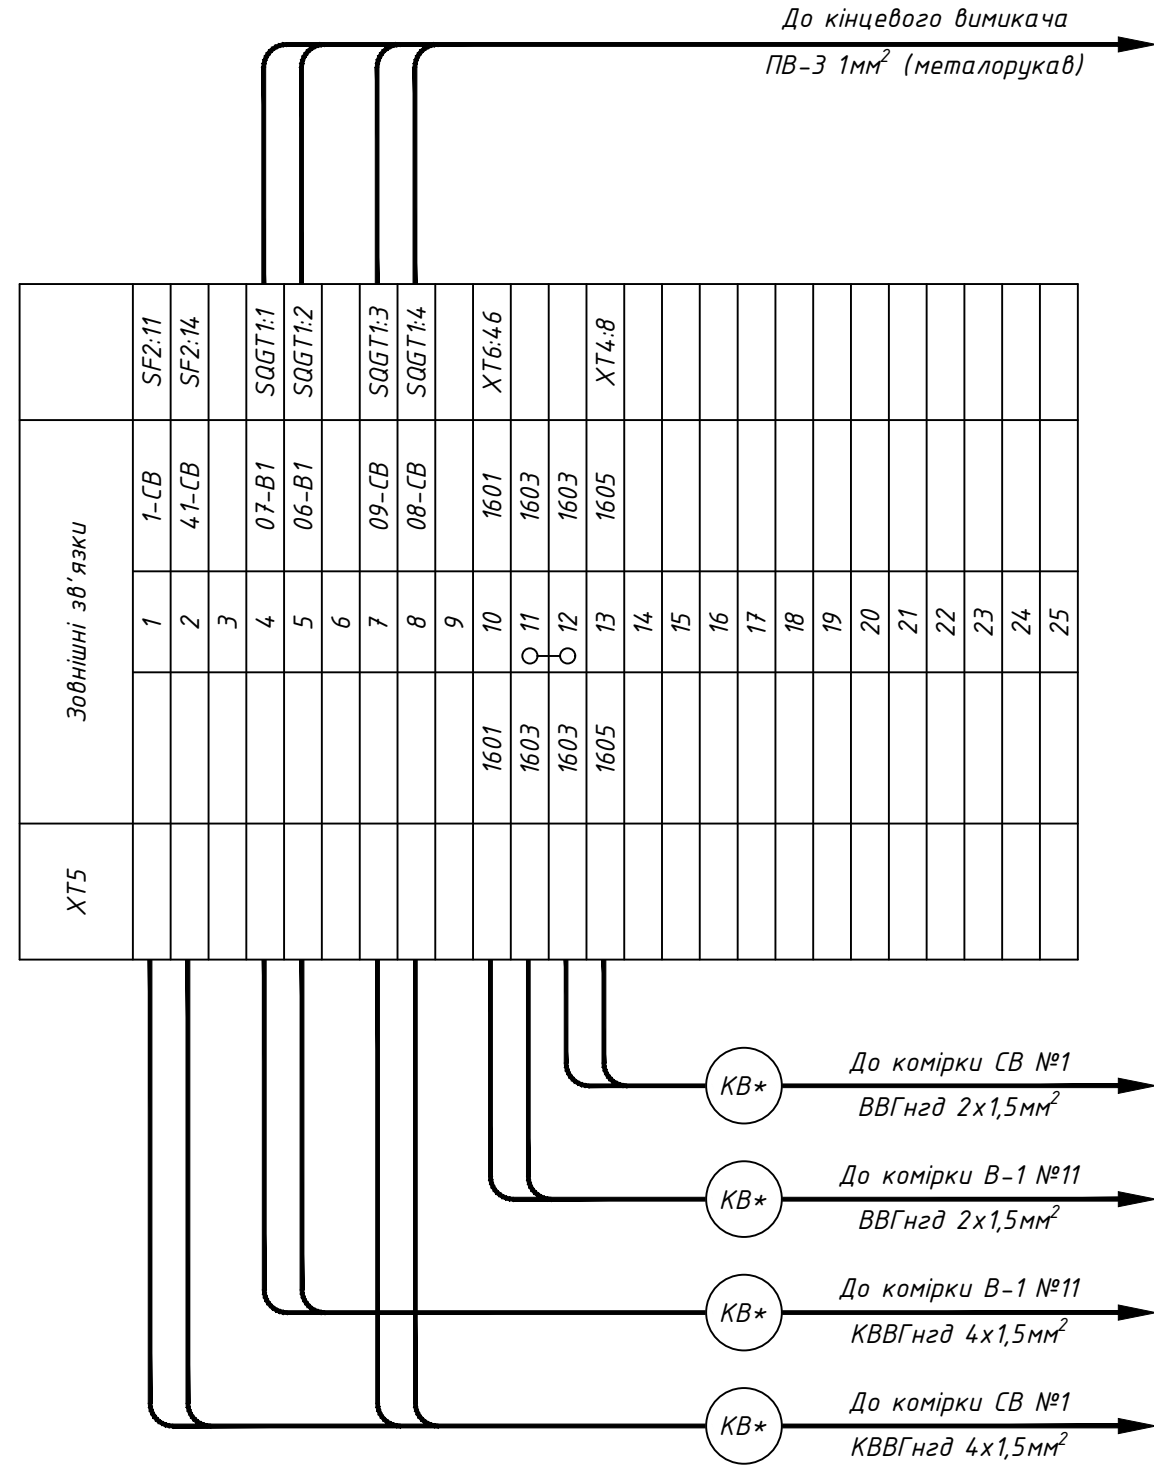 До кінцевого вимикача
ПВ-3 1мм²  (металорукав)
SF2:11
SF2:14
SQGT1:1
SQGT1:2
SQGT1:3
SQGT1:4
XT6:46
XT4:8
Зовнішні зв'язки
1-СВ
41-СВ
07-В1
06-В1
09-СВ
08-СВ
1601
1603
1603
1605
1
2
3
4
5
6
7
8
9
10
11
12
13
14
15
16
17
18
19
20
21
22
23
24
25
1601
1603
1603
1605
XT5
КВ*
До комірки СВ №1
ВВГнгд 2х1,5мм²
КВ*
До комірки В-1 №11
ВВГнгд 2х1,5мм²
КВ*
До комірки В-1 №11
КВВГнгд 4х1,5мм²
КВ*
До комірки СВ №1
КВВГнгд 4х1,5мм²